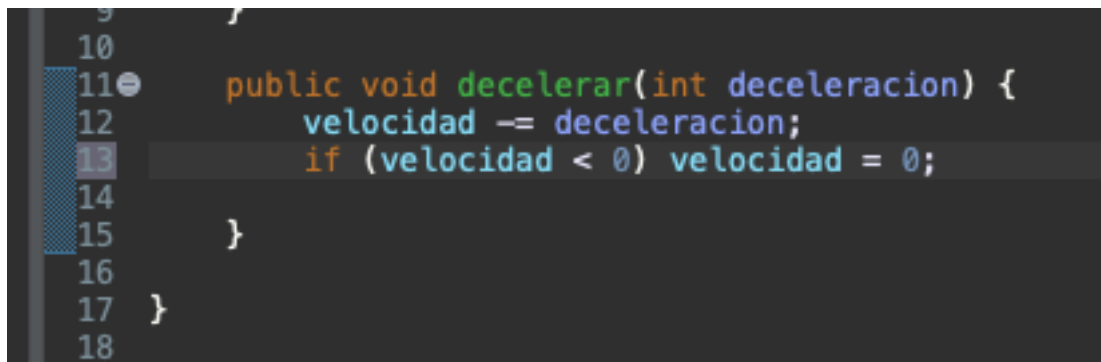 9 }
10
11 public void decelerar(int deceleracion) {
12 velocidad -= deceleracion;
13 if (velocidad < 0) velocidad = 0;
14
15 }
16
17 }
18